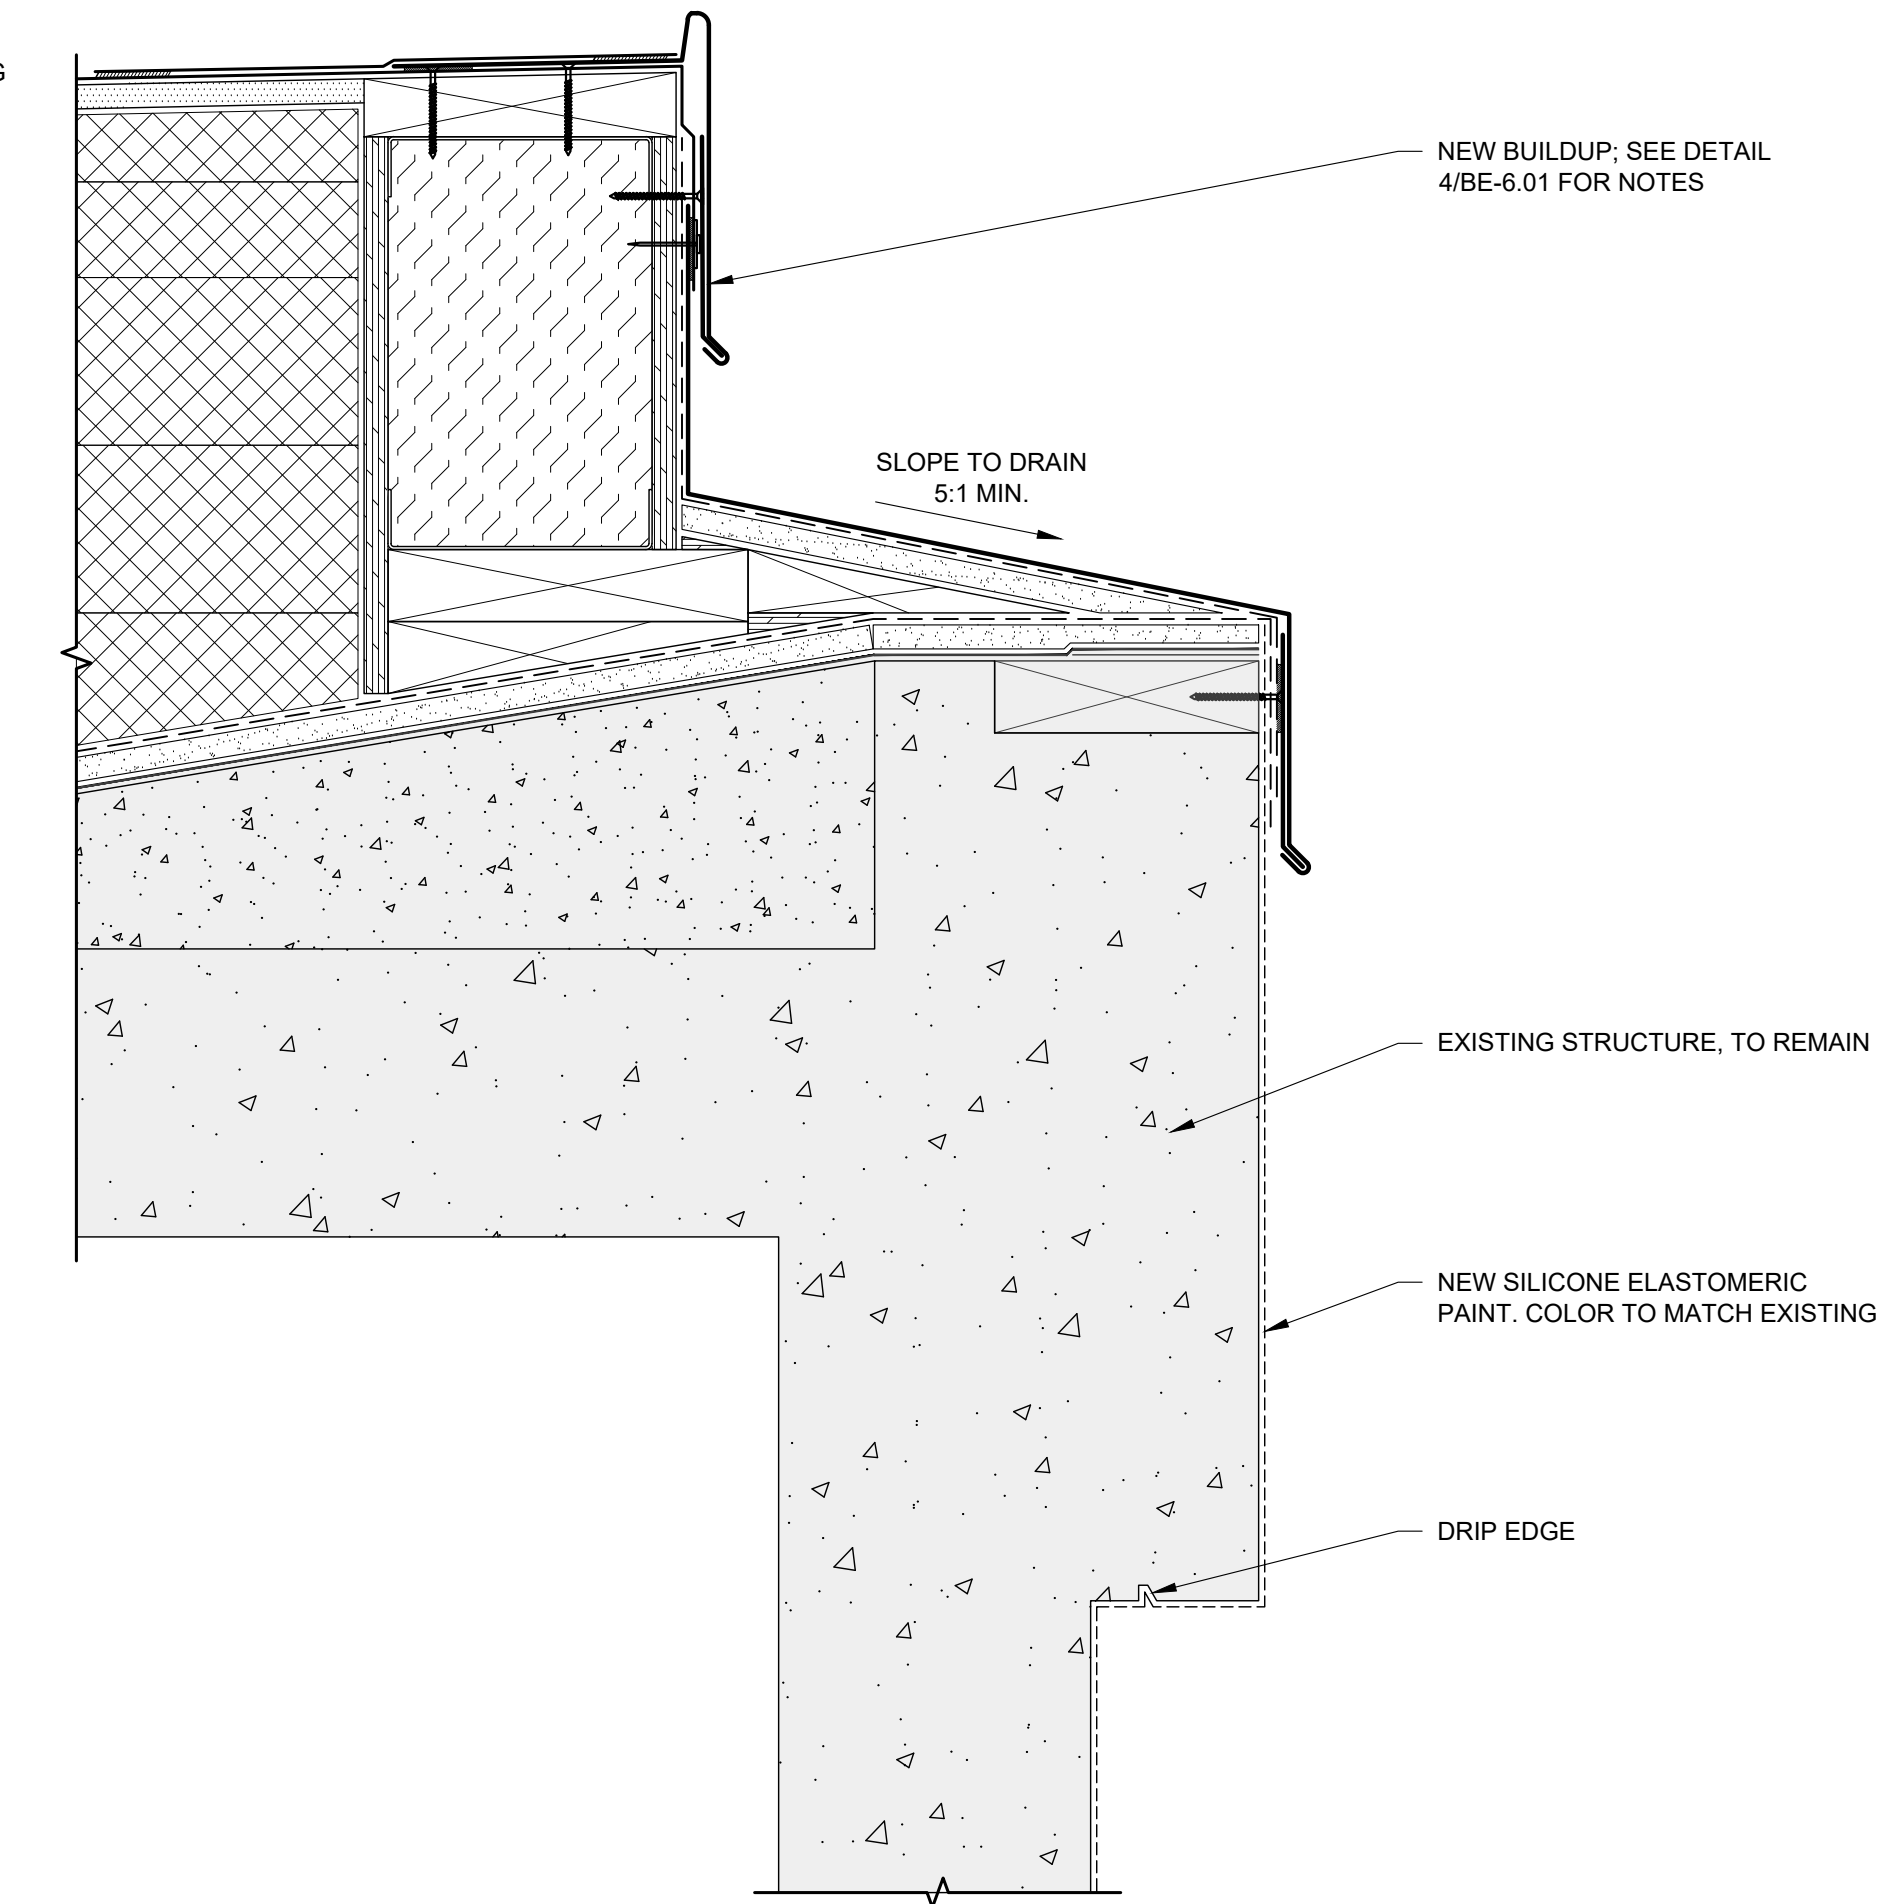 G
NEW BUILDUP; SEE DETAIL
4/BE-6.01 FOR NOTES
SLOPE TO DRAIN
5:1 MIN.
EXISTING STRUCTURE, TO REMAIN
NEW SILICONE ELASTOMERIC
PAINT. COLOR TO MATCH EXISTING
DRIP EDGE